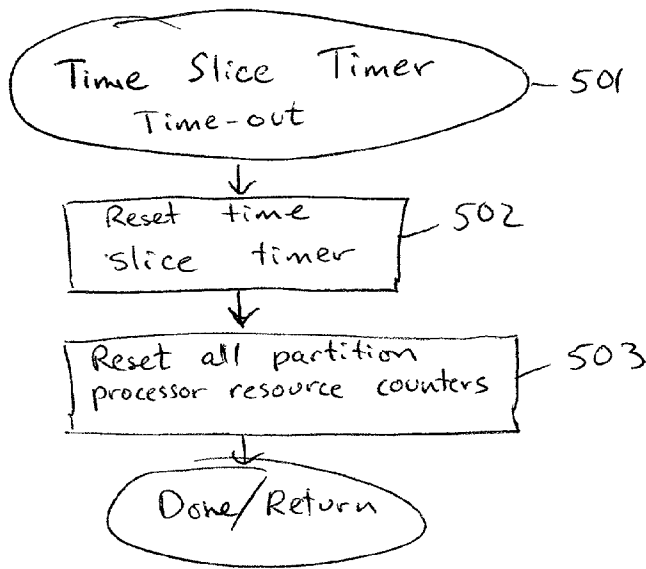 Time Slice Timer
Time-out
501
Reset time
slice timer
502
Reset all partition
processor resource counters
503
Done/Return